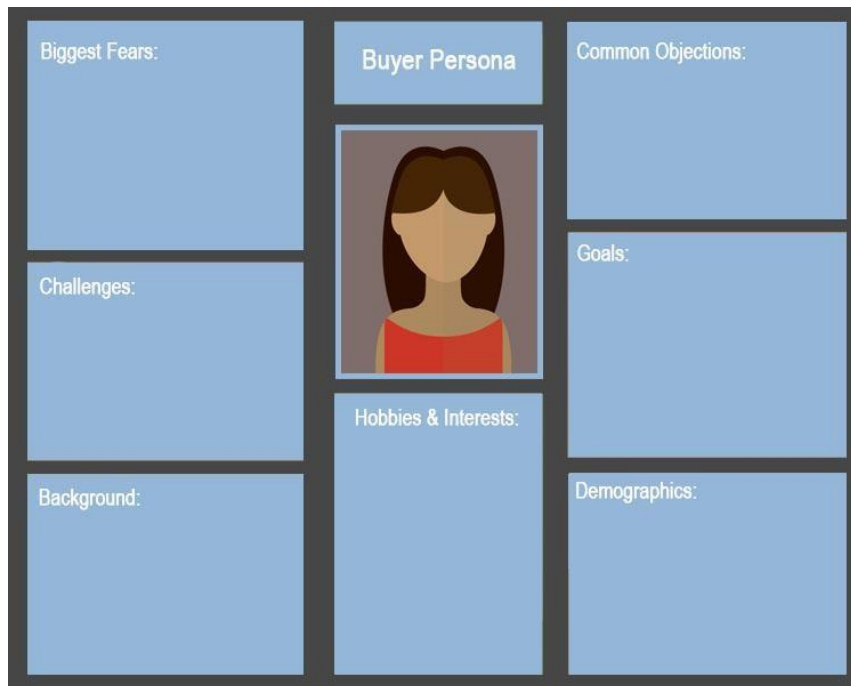 Biggest Fears:
Buyer Persona
Common Objections:
Challenges:
Goals:
Hobbies & Interests:
Background:
Demographics: